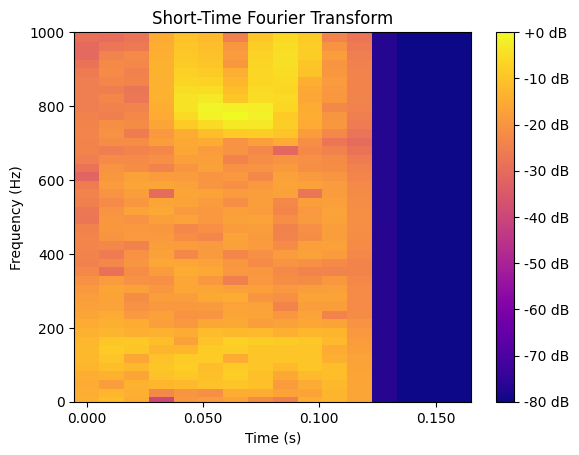 Short-Time Fourier Transform
1000
800
600
400
200
0
Frequency (Hz)
0.000
0.050
0.100
0.150
Time (s)
+0 dB
-10 dB
-20 dB
-30 dB
-40 dB
-50 dB
-60 dB
-70 dB
-80 dB